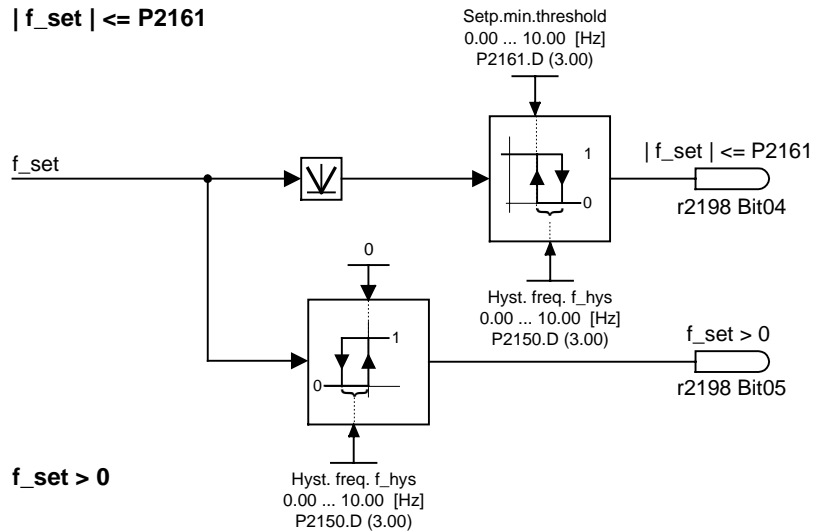 | f_set | <= P2161
Setp.min.threshold
0.00 ... 10.00 [Hz]
P2161.D (3.00)
f_set
1
0
| f_set | <= P2161
r2198 Bit04
0
Hyst. freq. f_hys
0.00 ... 10.00 [Hz]
P2150.D (3.00)
1
0
f_set > 0
r2198 Bit05
f_set > 0
Hyst. freq. f_hys
0.00 ... 10.00 [Hz]
P2150.D (3.00)